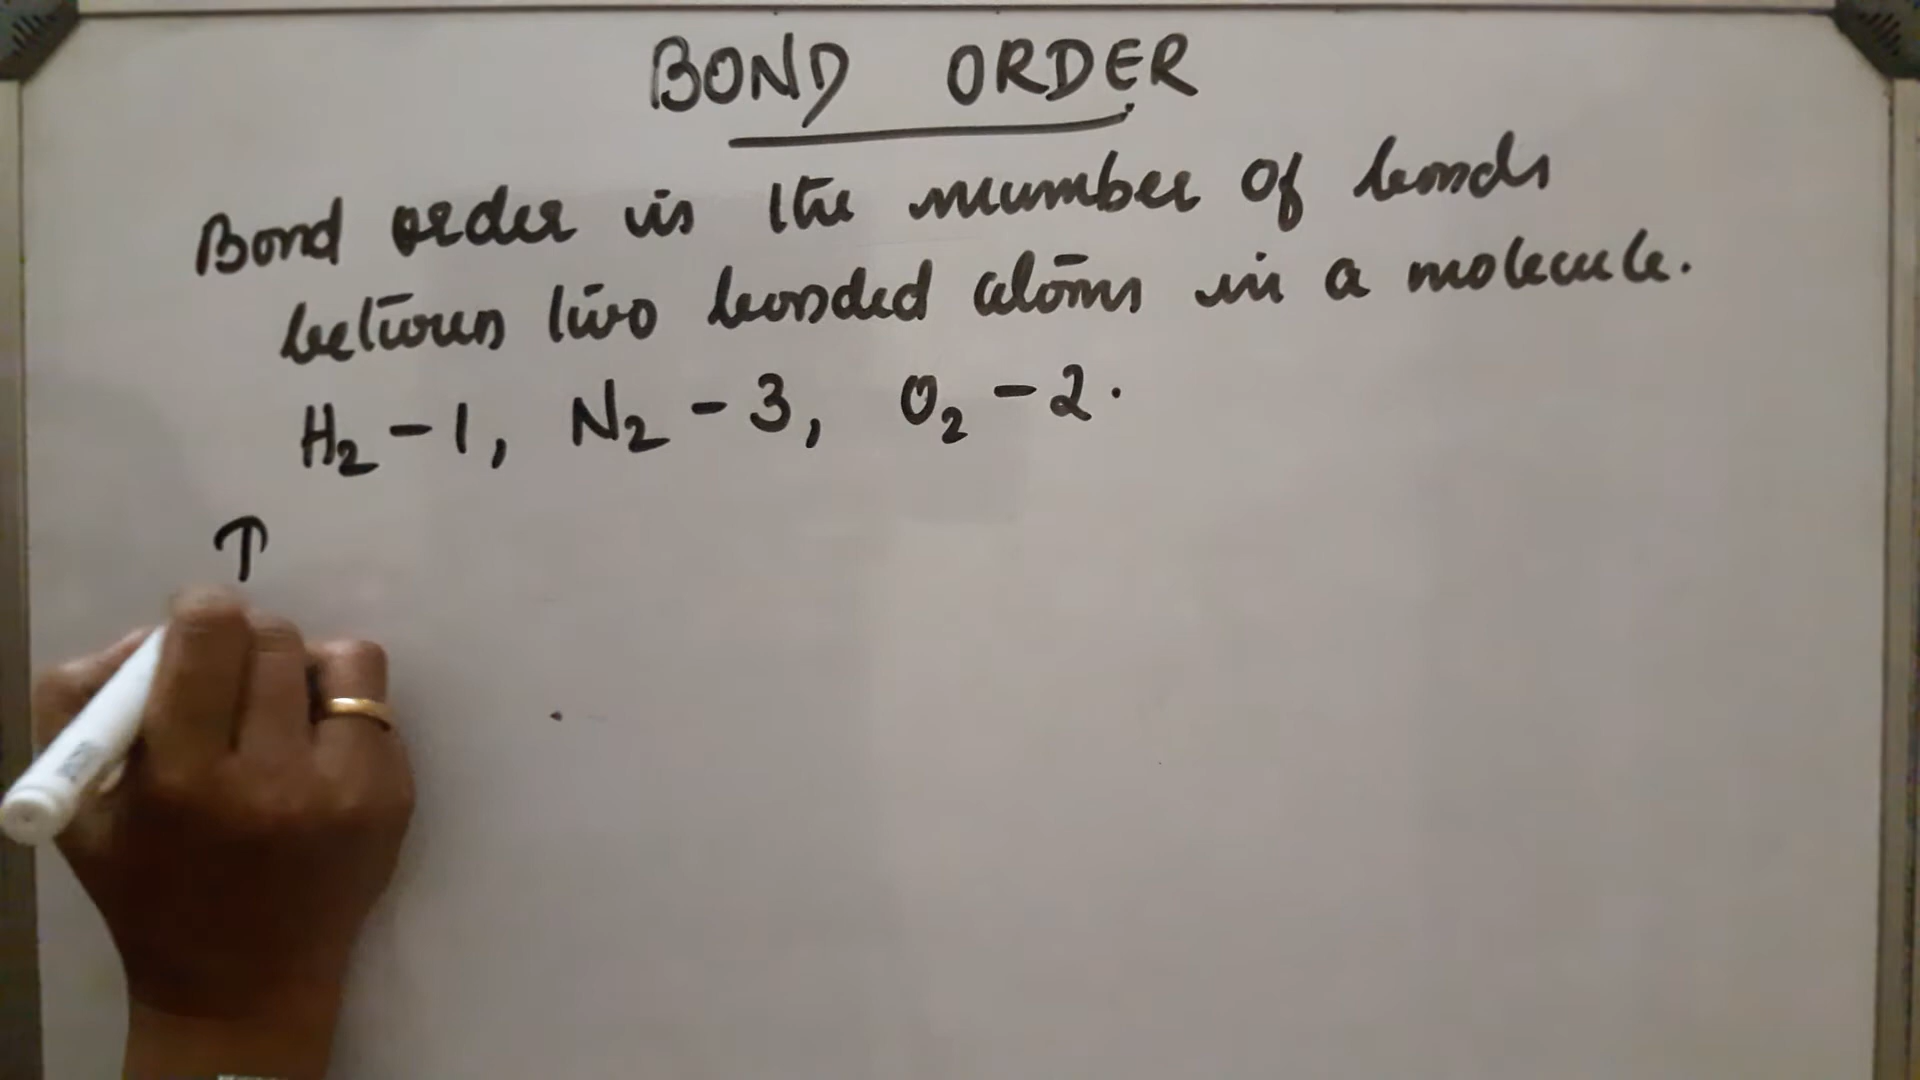 BOND ORDER
Bond order is the number of bonds
between two bonded atoms in a molecule.
H₂ - 1, N₂ - 3, O₂ - 2.
↑